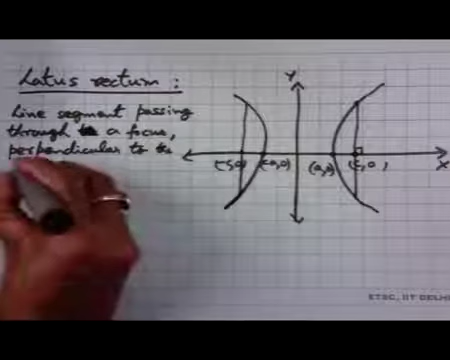 Latus rectum :
Line segment passing
through a focus,
perpendicular to the
Y
(-c,0) (-a,0) (a,0) (c,0)
X
ETSC, IIT DELHI